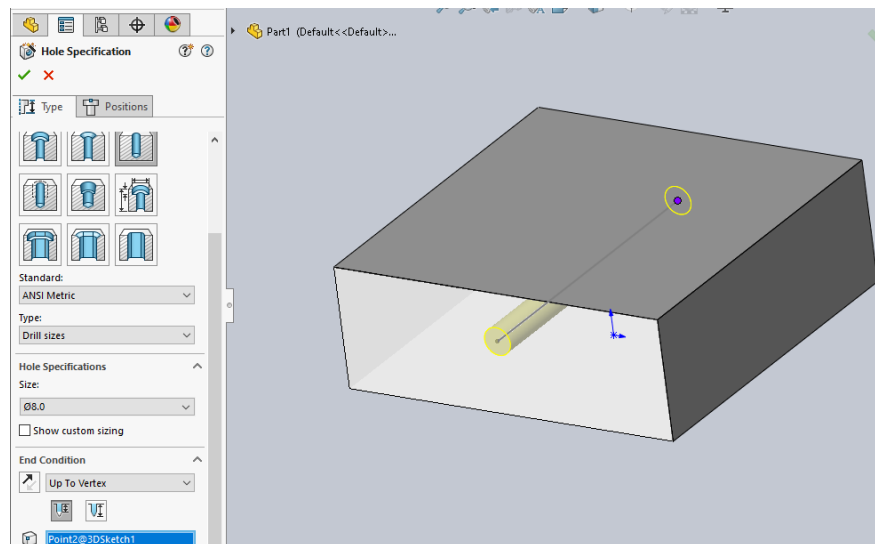 Part1 (Default<<Default>...
Hole Specification
Type
Positions
Standard:
ANSI Metric
Type:
Drill sizes
Hole Specifications
Size:
Ø8.0
Show custom sizing
End Condition
Up To Vertex
Point2@3DSketch1